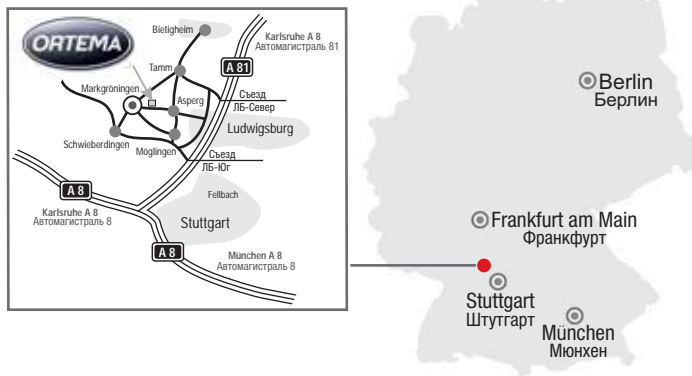 ORTEMA
Bietigheim
Karlsruhe A 8
Автомагистраль 81
A 81
Tamm
Markgröningen
Asperg
Съезд
ЛБ-Север
Ludwigsburg
Schwieberdingen
Möglingen
Съезд
ЛБ-Юг
A 8
Karlsruhe A 8
Автомагистраль 8
Fellbach
Stuttgart
A 8
München A 8
Автомагистраль 8
Berlin
Берлин
Frankfurt am Main
Франкфурт
Stuttgart
Штутгарт
München
Мюнхен